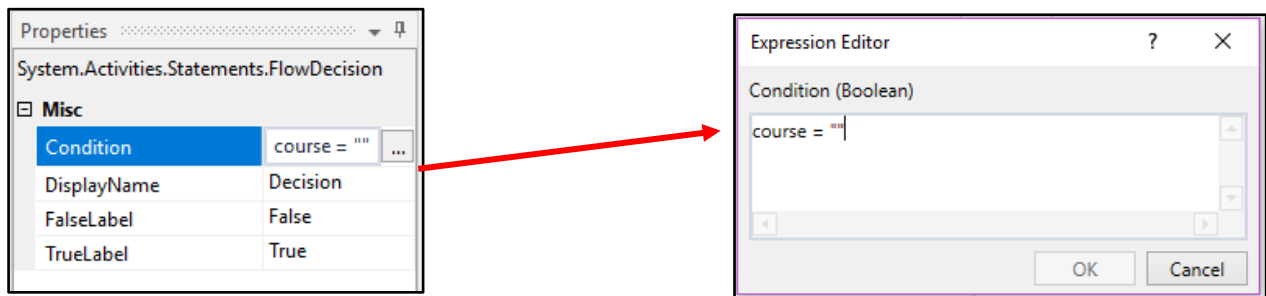 Properties
System.Activities.Statements.FlowDecision
Misc
Condition course = "" ...
DisplayName Decision
FalseLabel False
TrueLabel True
Expression Editor ? X
Condition (Boolean)
course = ""
OK Cancel